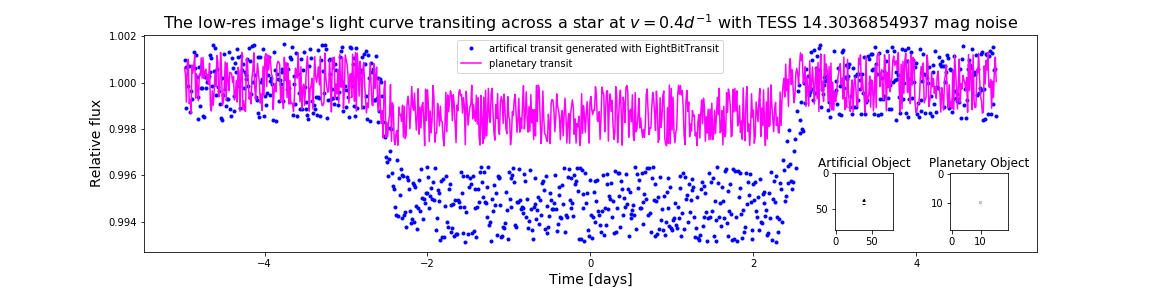 The low-res image's light curve transiting across a star at v = 0.4d⁻¹ with TESS 14.3036854937 mag noise
1.002
1.000
0.998
0.996
0.994
Relative flux
artifical transit generated with EightBitTransit
planetary transit
Artificial Object
0
50
0 50
Planetary Object
0
10
0 10
−4 −2 0 2 4
Time [days]